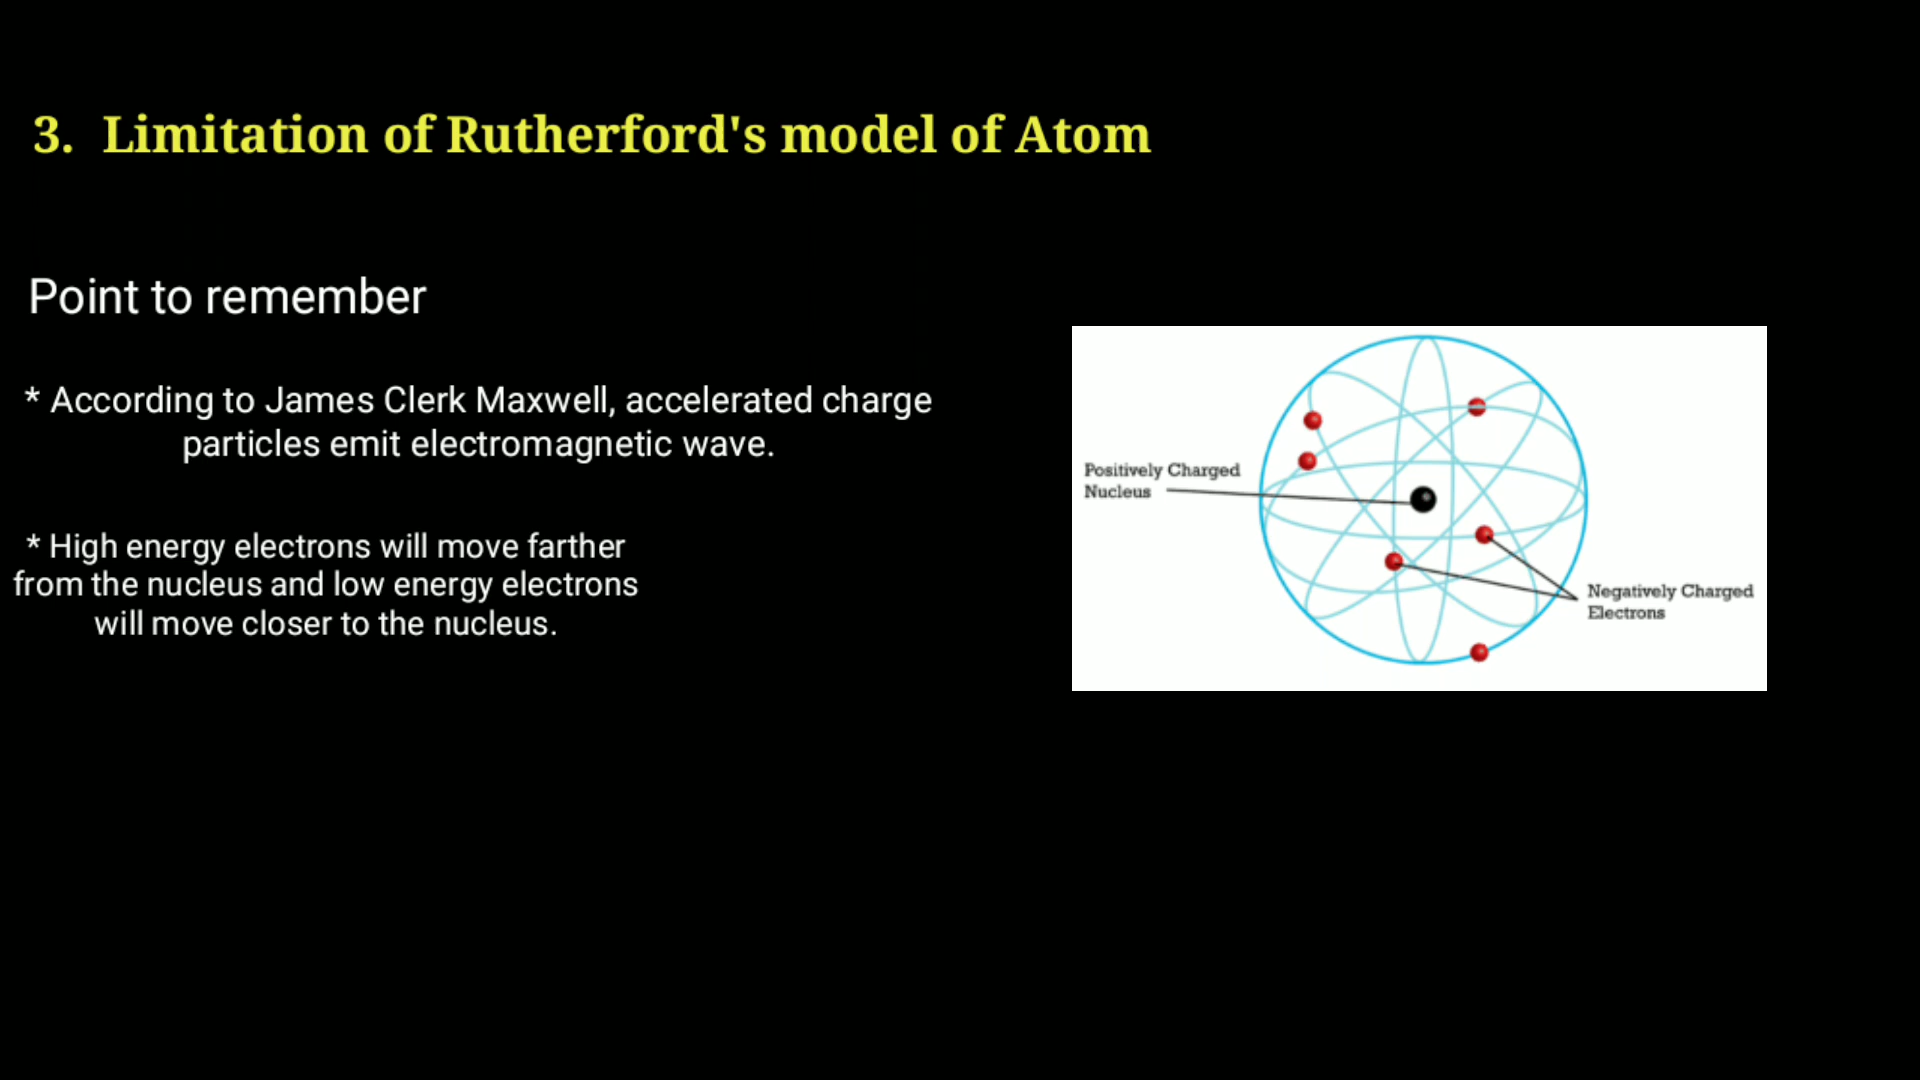 3. Limitation of Rutherford's model of Atom
Point to remember
* According to James Clerk Maxwell, accelerated charge
particles emit electromagnetic wave.
* High energy electrons will move farther
from the nucleus and low energy electrons
will move closer to the nucleus.
Positively Charged
Nucleus
Negatively Charged
Electrons